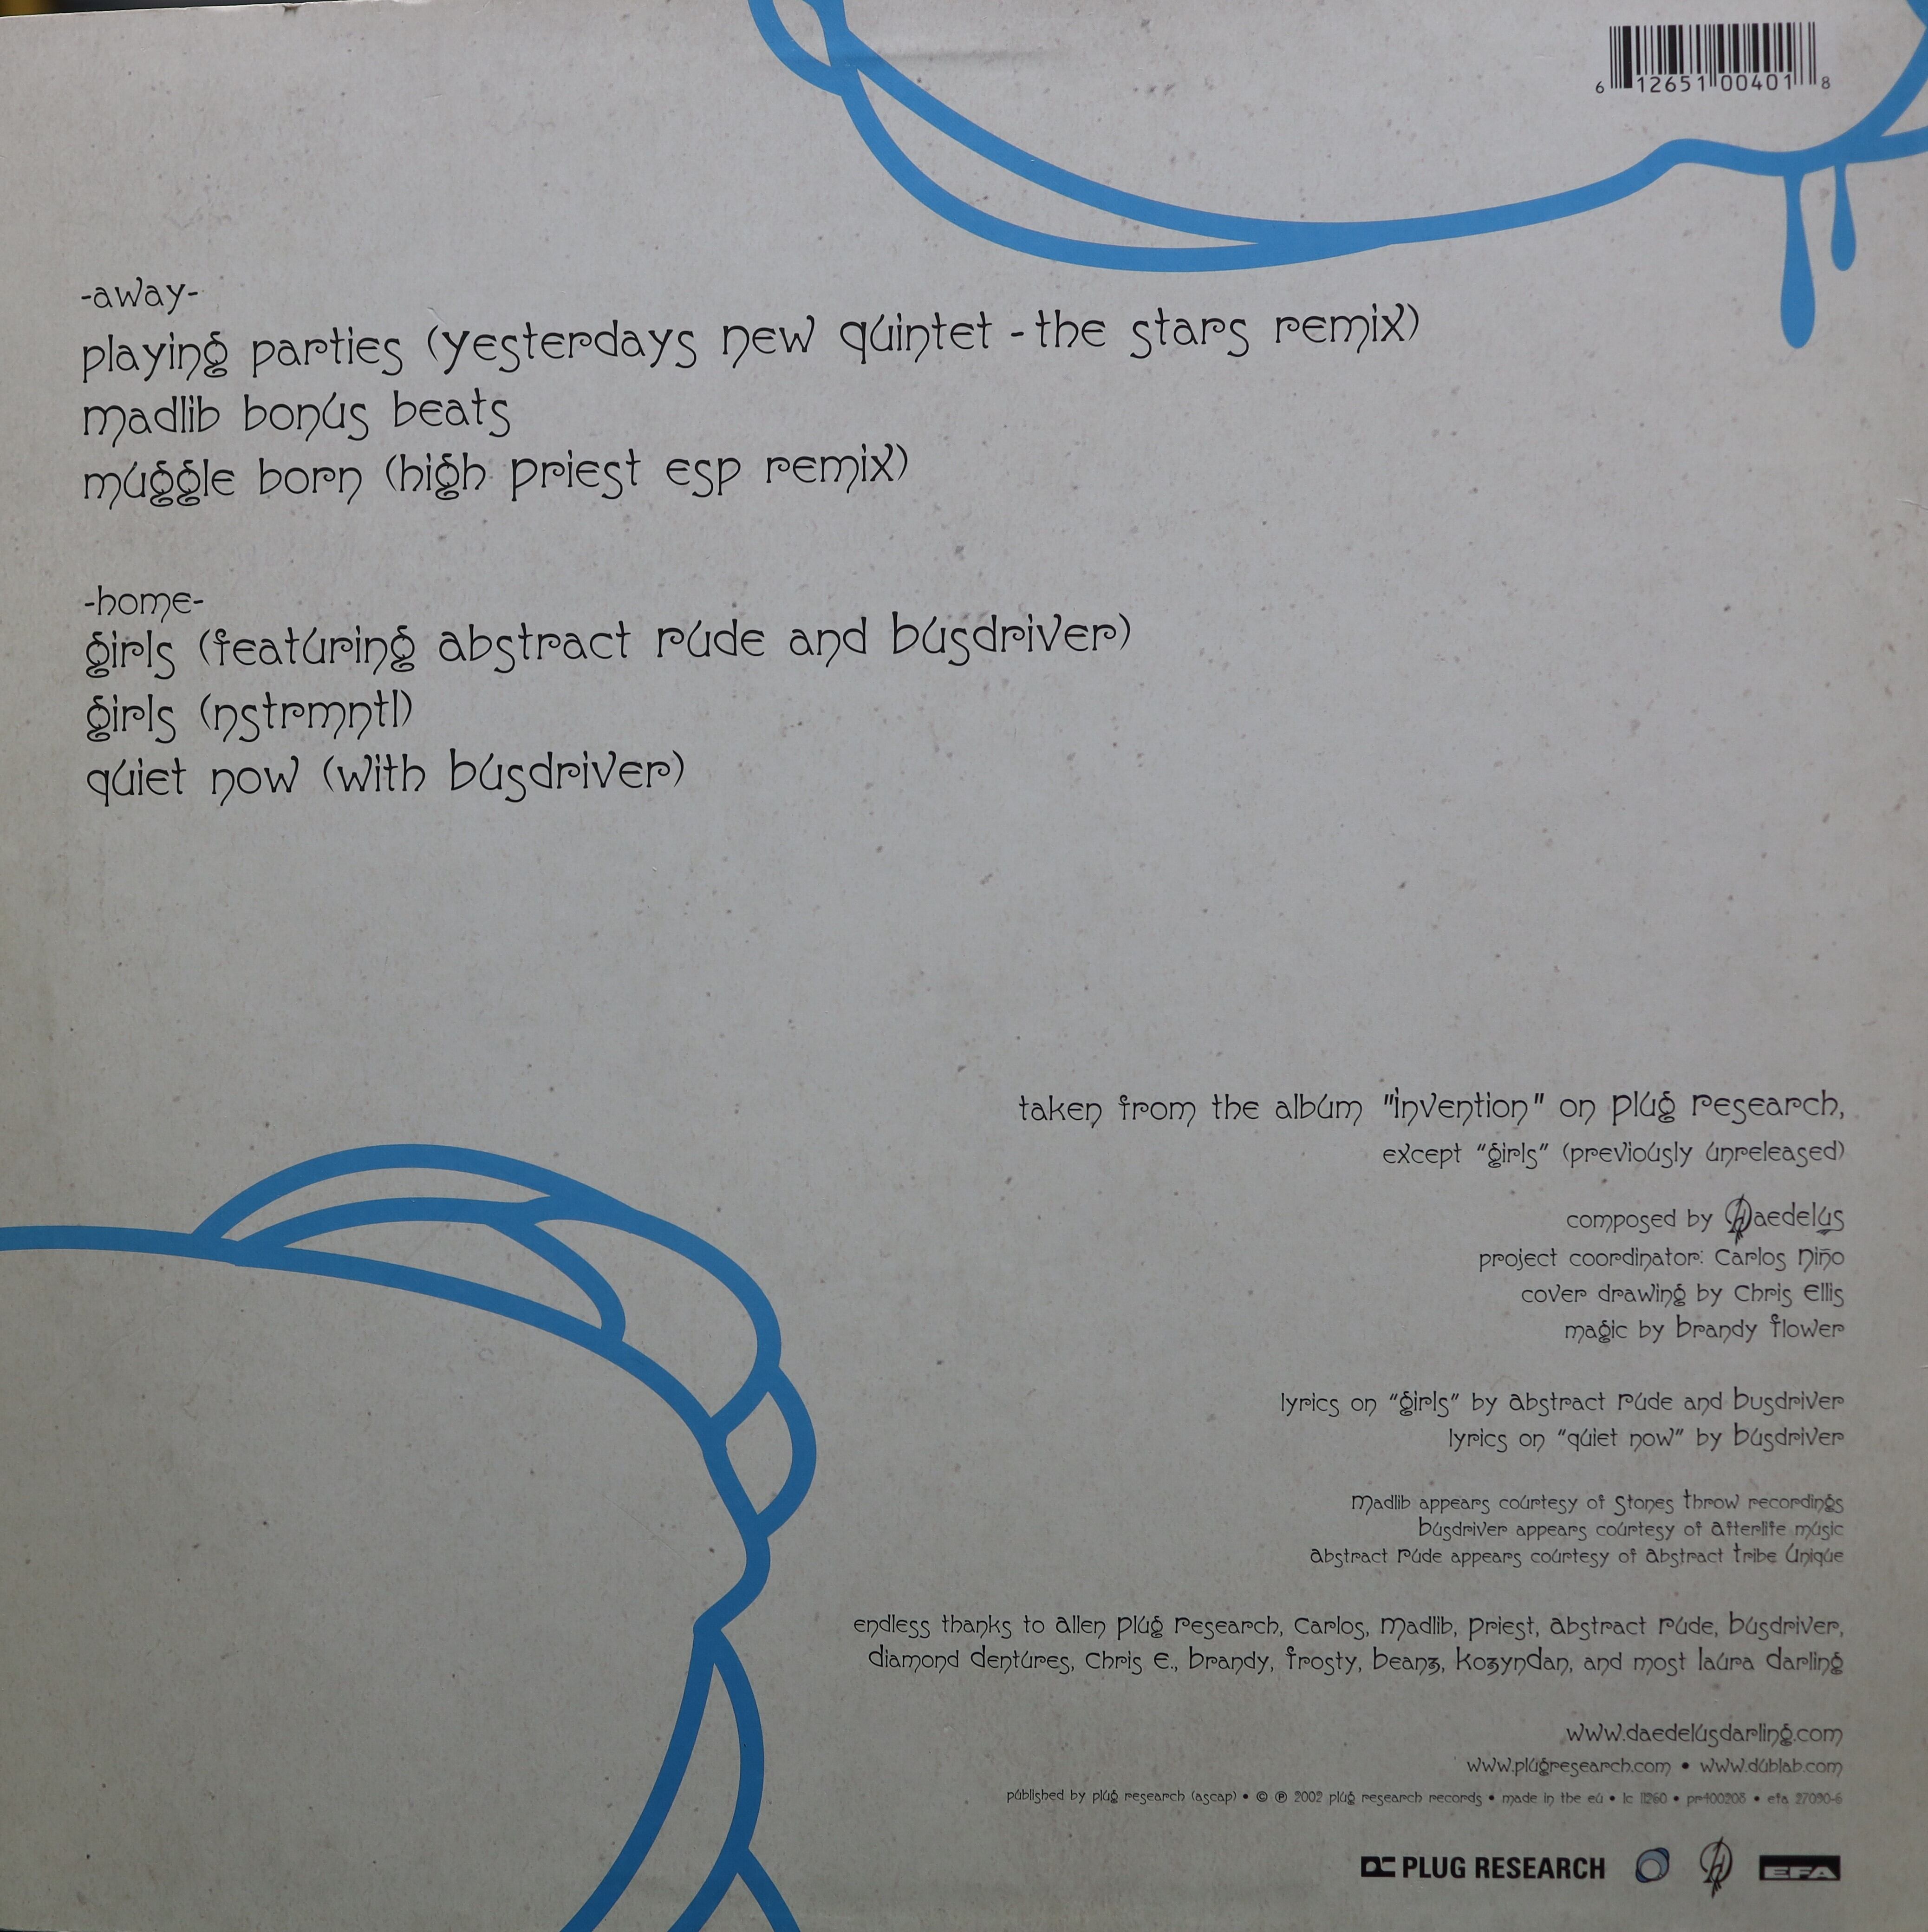 6 12651 00401 8
-away-
playing parties (yesterdays new quintet - the stars remix)
madlib bonus beats
muggle born (high priest esp remix)
-home-
girls (featuring abstract rude and busdriver)
girls (nstrmntl)
quiet now (with busdriver)
taken from the album "invention" on plug research,
except "girls" (previously unreleased)
composed by Daedelus
project coordinator: Carlos Niño
cover drawing by Chris Ellis
magic by Brandy Flower
lyrics on "girls" by Abstract Rude and Busdriver
lyrics on "quiet now" by Busdriver
Madlib appears courtesy of Stones Throw recordings
Busdriver appears courtesy of Afterlife music
Abstract Rude appears courtesy of Abstract Tribe Unique
endless thanks to Allen Plug Research, Carlos, Madlib, Priest, Abstract Rude, Busdriver,
Diamond Dentures, Chris E., Brandy, Frosty, Beans, Kozyndan, and most Laura Darling
www.daedelusdarling.com
www.plugresearch.com • www.dublab.com
published by plug research (ascap) • © ℗ 2002 plug research records • made in the eu • lc 11260 • efa 27090-6
PLUG RESEARCH
EFA